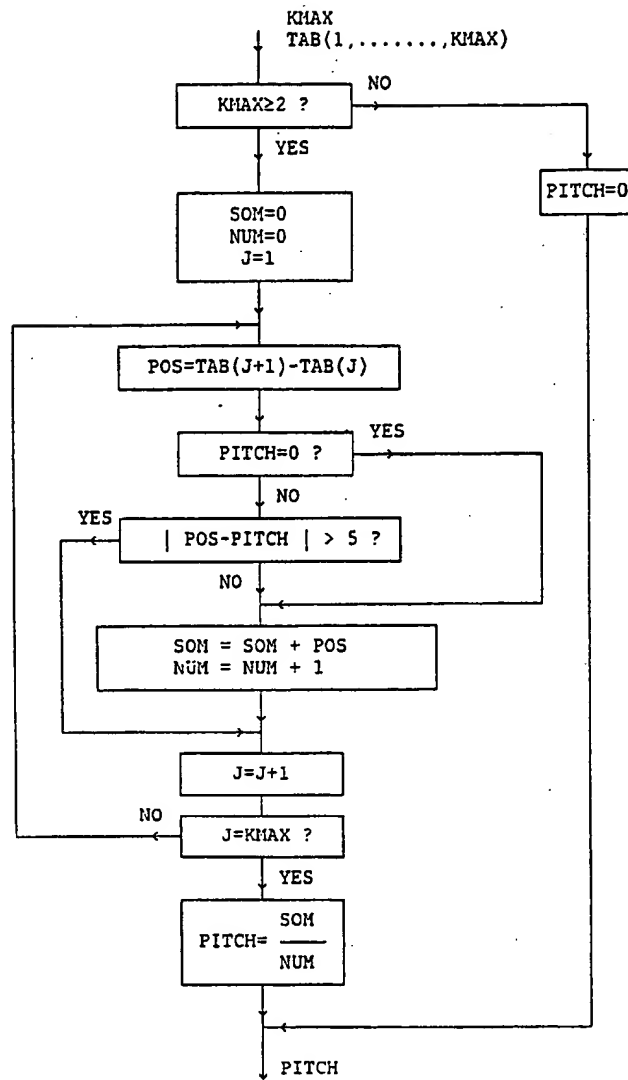 KMAX
TAB(1,.......,KMAX)
KMAX≥2 ?
NO
YES
PITCH=0
SOM=0
NUM=0
J=1
POS=TAB(J+1)-TAB(J)
PITCH=0 ?
YES
NO
YES
| POS-PITCH | > 5 ?
NO
SOM = SOM + POS
NUM = NUM + 1
J=J+1
NO
J=KMAX ?
YES
PITCH= SOM
NUM
PITCH